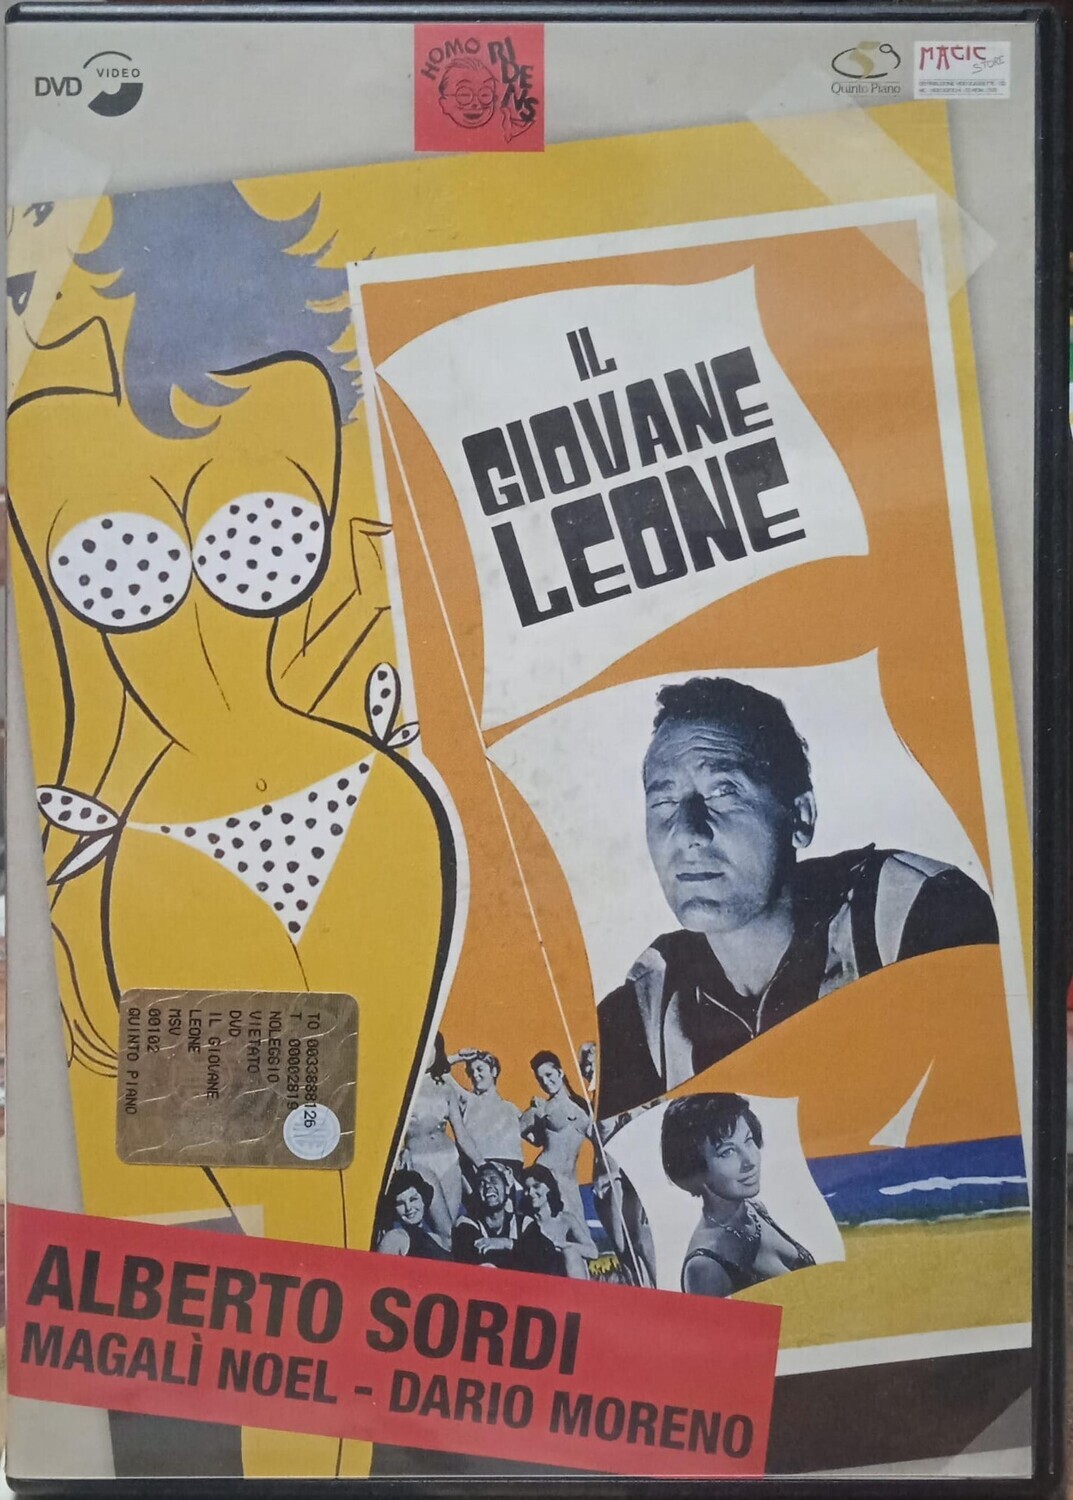 DVD VIDEO
HOMO
RIDENS
59
Quinto Piano
MAGIC
STORE
IL
GIOVANE
LEONE
TO 0033888126
T 00002819
NOLEGGIO
VIETATO
DVD
IL GIOVANE
LEONE
MSV
00102
QUINTO PIANO
ALBERTO SORDI
MAGALÌ NOEL - DARIO MORENO